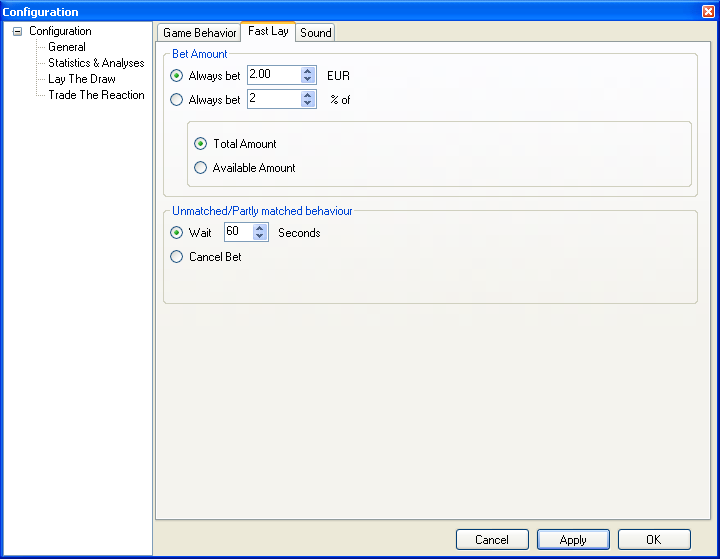 Configuration
Configuration
General
Statistics & Analyses
Lay The Draw
Trade The Reaction
Game Behavior Fast Lay Sound
Bet Amount
Always bet 2.00 EUR
Always bet 2 % of
Total Amount
Available Amount
Unmatched/Partly matched behaviour
Wait 60 Seconds
Cancel Bet
Cancel Apply OK